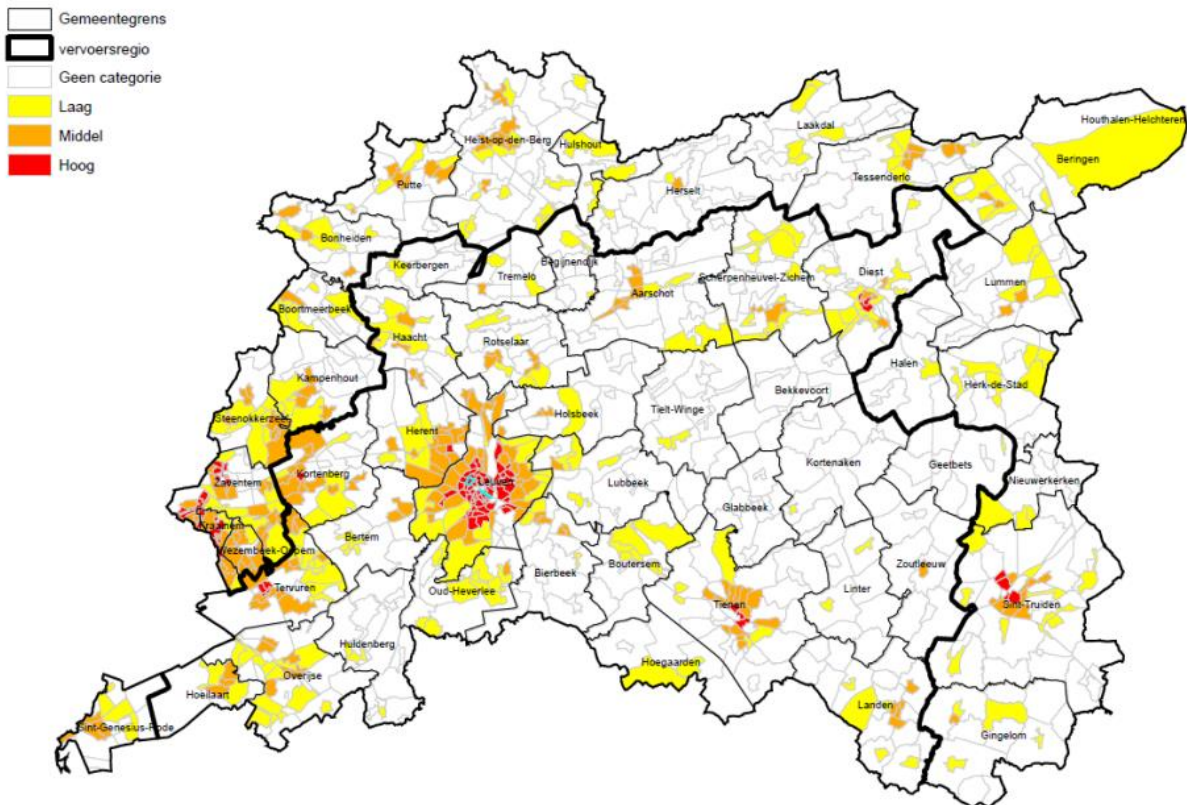 Gemeentegrens
vervoersregio
Geen categorie
Laag
Middel
Hoog
Houthalen-Helchteren
Laakdal
Heist-op-den-Berg
Hulshout
Beringen
Tessenderlo
Putte
Herselt
Bonheiden
Keerbergen
Begijnendijk
Tremelo
Scherpenheuvel-Zichem
Diest
Aarschot
Lummen
Boortmeerbeek
Haacht
Rotselaar
Halen
Herk-de-Stad
Kampenhout
Bekkevoort
Holsbeek
Tielt-Winge
Steenokkerzeel
Herent
Kortenberg
Kortenaken
Geetbets
Zaventem
Leuven
Lubbeek
Nieuwerkerken
Glabbeek
Kraainem
Wezembeek-Oppem
Bertem
Boutersem
Bierbeek
Zoutleeuw
Tervuren
Oud-Heverlee
Linter
Tienen
Sint-Truiden
Huldenberg
Overijse
Hoegaarden
Hoeilaart
Landen
Sint-Genesius-Rode
Gingelom